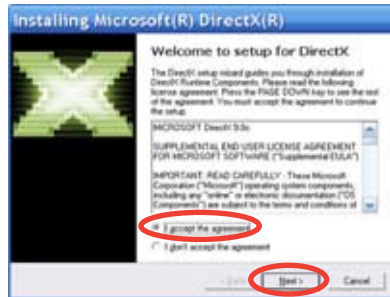 Installing Microsoft(R) DirectX(R)
Welcome to setup for DirectX
The DirectX setup wizard guides you through installation of
DirectX Runtime Components. Please read the following
license agreement. Press the PAGE DOWN key to see the rest
of the agreement. You must accept the agreement to continue
the setup.
MICROSOFT DirectX 9.0c
SUPPLEMENTAL END USER LICENSE AGREEMENT
FOR MICROSOFT SOFTWARE ("Supplemental EULA")
IMPORTANT: READ CAREFULLY - These Microsoft
Corporation ("Microsoft") operating system components,
including any "online" or electronic documentation ("OS
Components") are subject to the terms and conditions of
I accept the agreement
I don't accept the agreement
Next >
Cancel